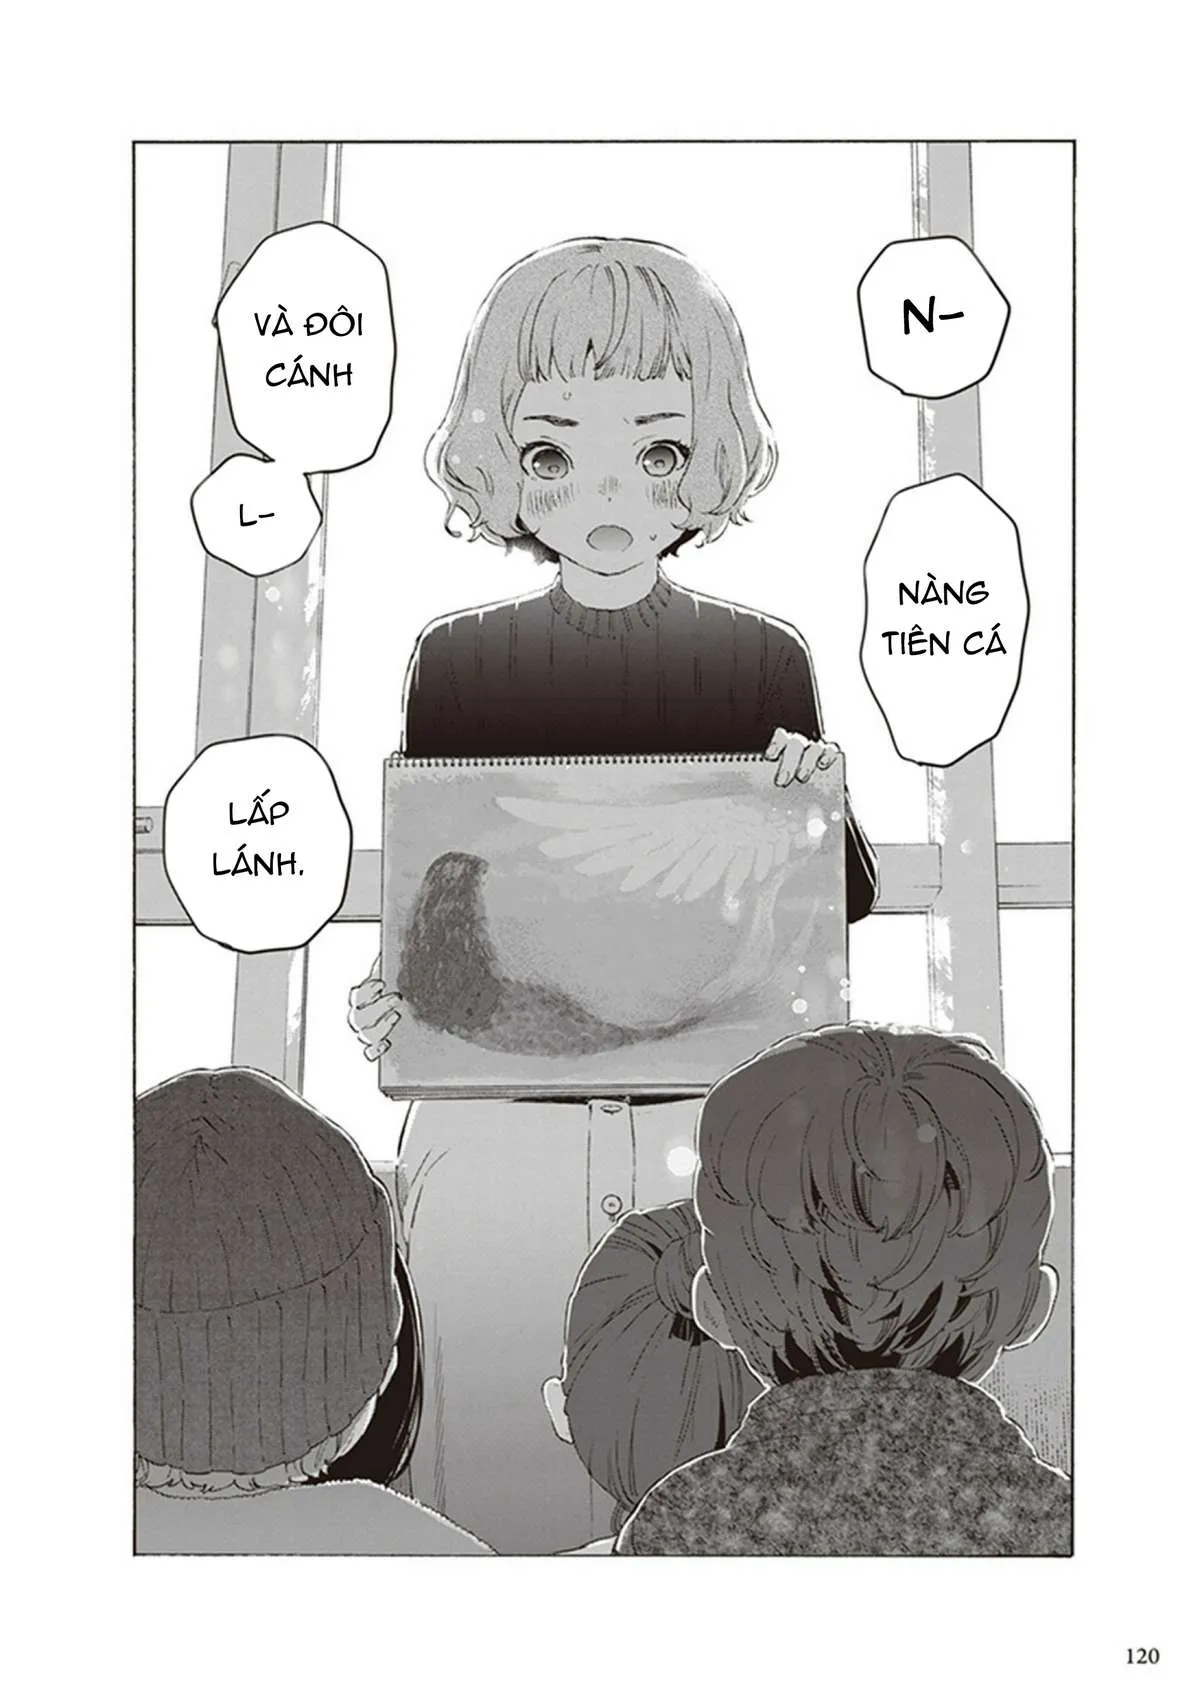 N-
NÀNG
TIÊN CÁ
VÀ ĐÔI
CÁNH
L-
LẤP
LÁNH.
120